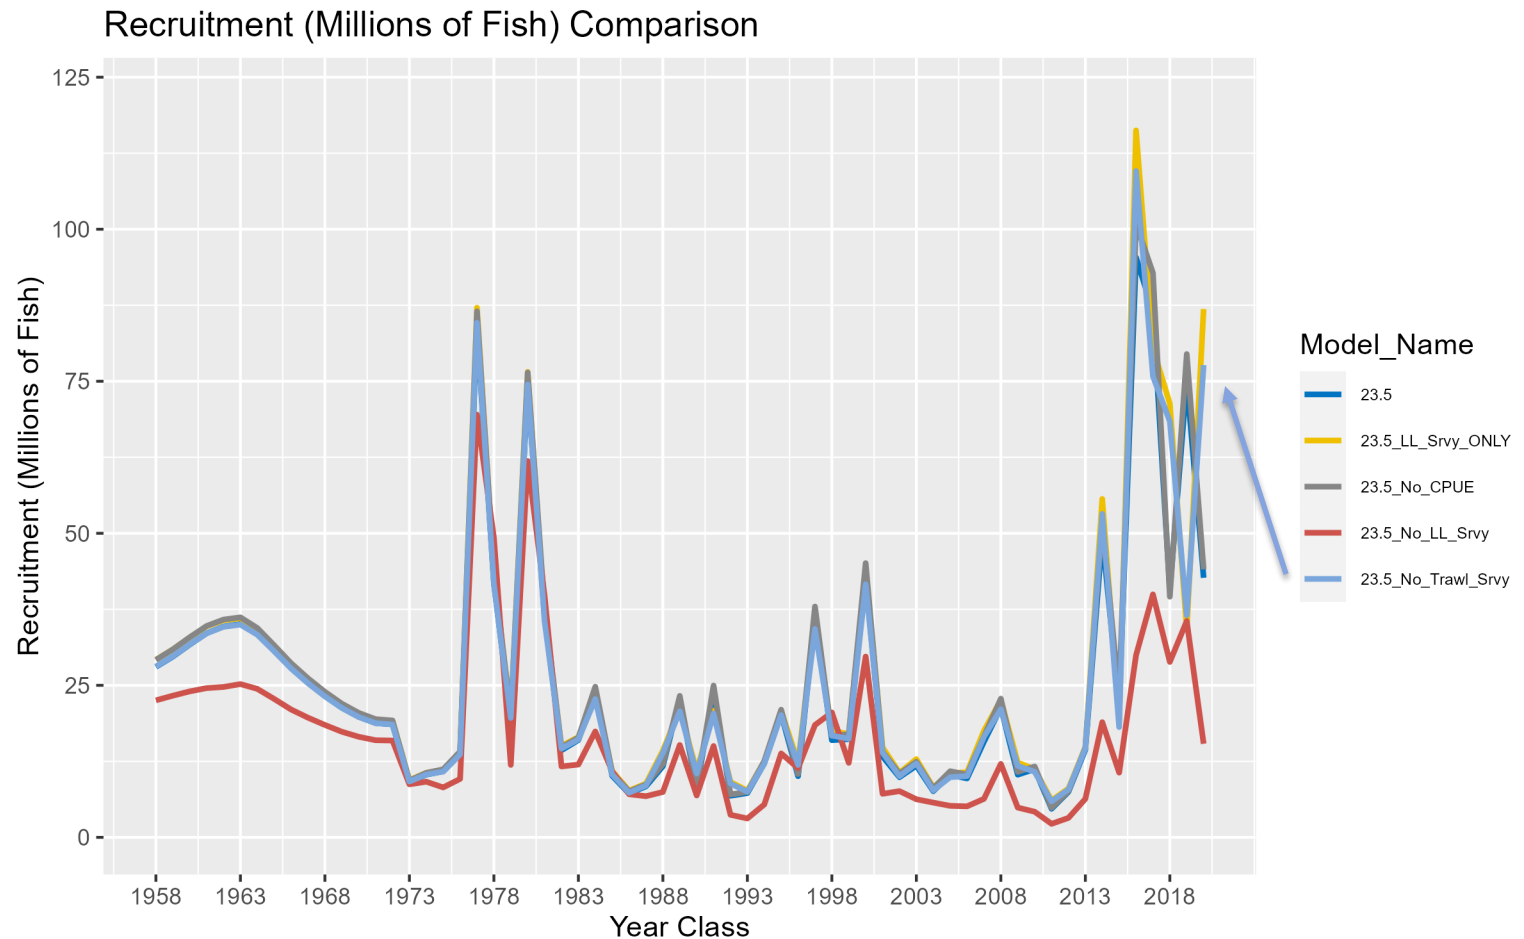 Recruitment (Millions of Fish) Comparison
125
100
75
50
25
0
Recruitment (Millions of Fish)
1958 1963 1968 1973 1978 1983 1988 1993 1998 2003 2008 2013 2018
Year Class
Model_Name
23.5
23.5_LL_Srvy_ONLY
23.5_No_CPUE
23.5_No_LL_Srvy
23.5_No_Trawl_Srvy